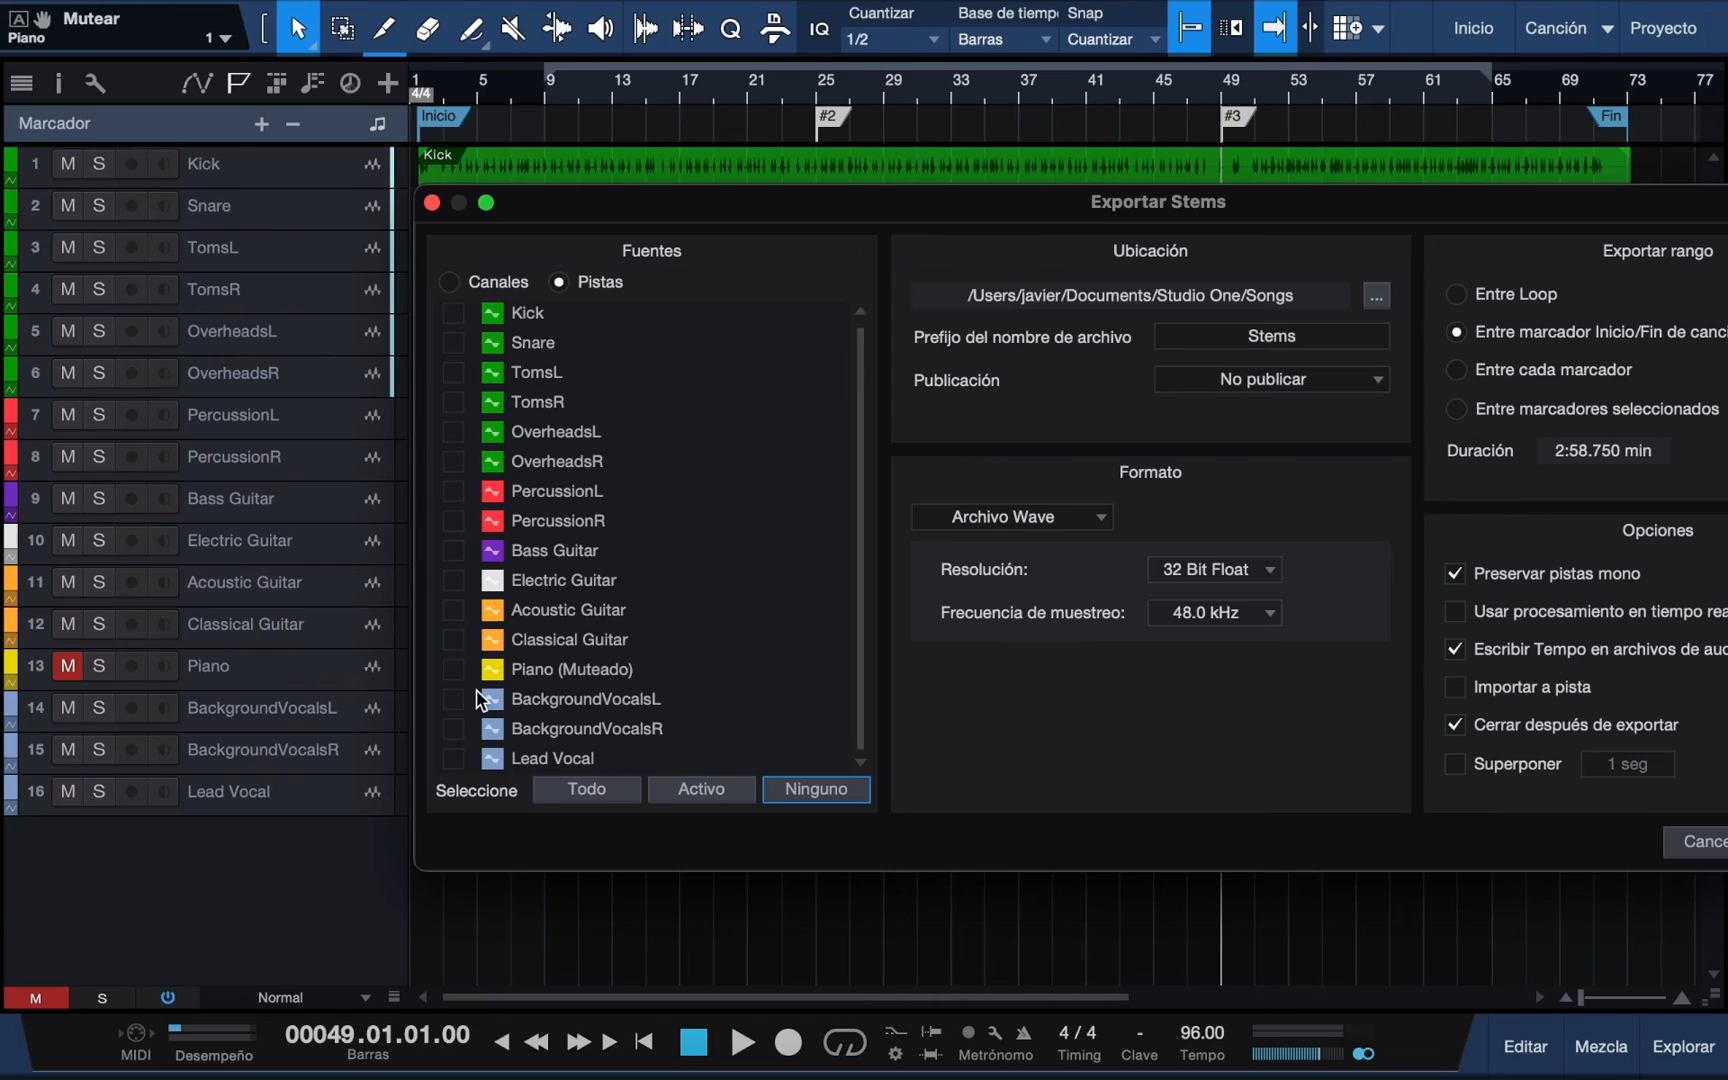 A Mutear
Piano 1
IQ
Cuantizar
1/2
Base de tiempo
Barras
Snap
Cuantizar
Inicio Canción Proyecto
1 5 9 13 17 21 25 29 33 37 41 45 49 53 57 61 65 69 73 77
4/4
Marcador
Inicio #2 #3 Fin
1 M S Kick
2 M S Snare
3 M S TomsL
4 M S TomsR
5 M S OverheadsL
6 M S OverheadsR
7 M S PercussionL
8 M S PercussionR
9 M S Bass Guitar
10 M S Electric Guitar
11 M S Acoustic Guitar
12 M S Classical Guitar
13 M S Piano
14 M S BackgroundVocalsL
15 M S BackgroundVocalsR
16 M S Lead Vocal
Kick
Exportar Stems
Fuentes
Canales Pistas
Kick
Snare
TomsL
TomsR
OverheadsL
OverheadsR
PercussionL
PercussionR
Bass Guitar
Electric Guitar
Acoustic Guitar
Classical Guitar
Piano (Muteado)
BackgroundVocalsL
BackgroundVocalsR
Lead Vocal
Seleccione Todo Activo Ninguno
Ubicación
/Users/javier/Documents/Studio One/Songs ...
Prefijo del nombre de archivo Stems
Publicación No publicar
Formato
Archivo Wave
Resolución: 32 Bit Float
Frecuencia de muestreo: 48.0 kHz
Exportar rango
Entre Loop
Entre marcador Inicio/Fin de canci
Entre cada marcador
Entre marcadores seleccionados
Duración 2:58.750 min
Opciones
Preservar pistas mono
Usar procesamiento en tiempo rea
Escribir Tempo en archivos de aud
Importar a pista
Cerrar después de exportar
Superponer 1 seg
Cance
M S Normal
MIDI
Desempeño
00049.01.01.00
Barras
Metrónomo
4 / 4
Timing
-
Clave
96.00
Tempo
Editar Mezcla Explorar